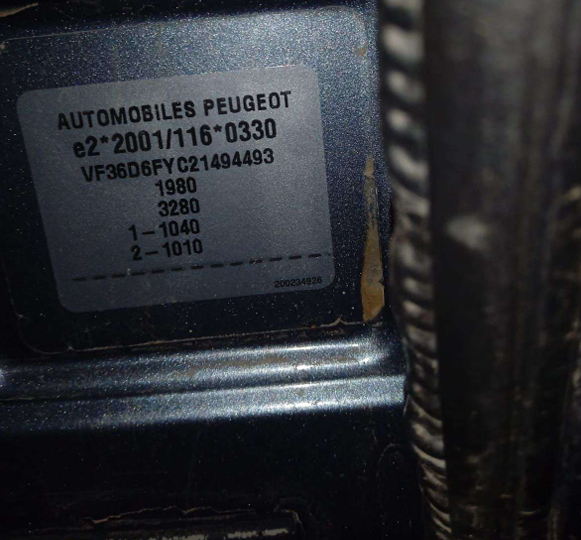 AUTOMOBILES PEUGEOT
e2*2001/116*0330
VF36D6FYC21494493
1980
3280
1-1040
2-1010
200234926